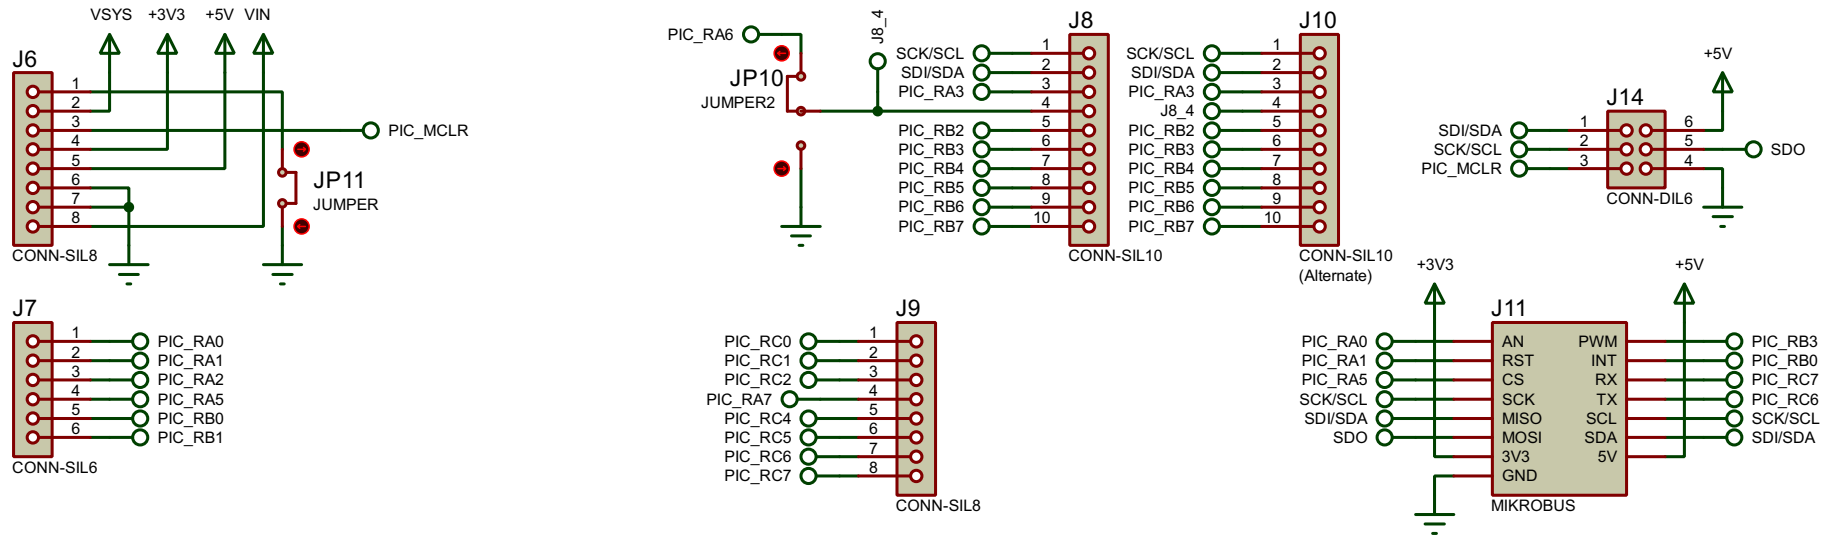 VSYS +3V3 +5V VIN
J6
1
2
3
4
5
6
7
8
CONN-SIL8
PIC_MCLR
JP11
JUMPER
J7
1 PIC_RA0
2 PIC_RA1
3 PIC_RA2
4 PIC_RA5
5 PIC_RB0
6 PIC_RB1
CONN-SIL6
PIC_RA6
JP10
JUMPER2
J8_4
J8
SCK/SCL 1
SDI/SDA 2
PIC_RA3 3
4
PIC_RB2 5
PIC_RB3 6
PIC_RB4 7
PIC_RB5 8
PIC_RB6 9
PIC_RB7 10
CONN-SIL10
J10
SCK/SCL 1
SDI/SDA 2
PIC_RA3 3
J8_4 4
PIC_RB2 5
PIC_RB3 6
PIC_RB4 7
PIC_RB5 8
PIC_RB6 9
PIC_RB7 10
CONN-SIL10
(Alternate)
J9
PIC_RC0 1
PIC_RC1 2
PIC_RC2 3
PIC_RA7 4
PIC_RC4 5
PIC_RC5 6
PIC_RC6 7
PIC_RC7 8
CONN-SIL8
+5V
J14
SDI/SDA 1 6
SCK/SCL 2 5 SDO
PIC_MCLR 3 4
CONN-DIL6
+3V3 +5V
J11
PIC_RA0 AN PWM PIC_RB3
PIC_RA1 RST INT PIC_RB0
PIC_RA5 CS RX PIC_RC7
SCK/SCL SCK TX PIC_RC6
SDI/SDA MISO SCL SCK/SCL
SDO MOSI SDA SDI/SDA
3V3 5V
GND
MIKROBUS